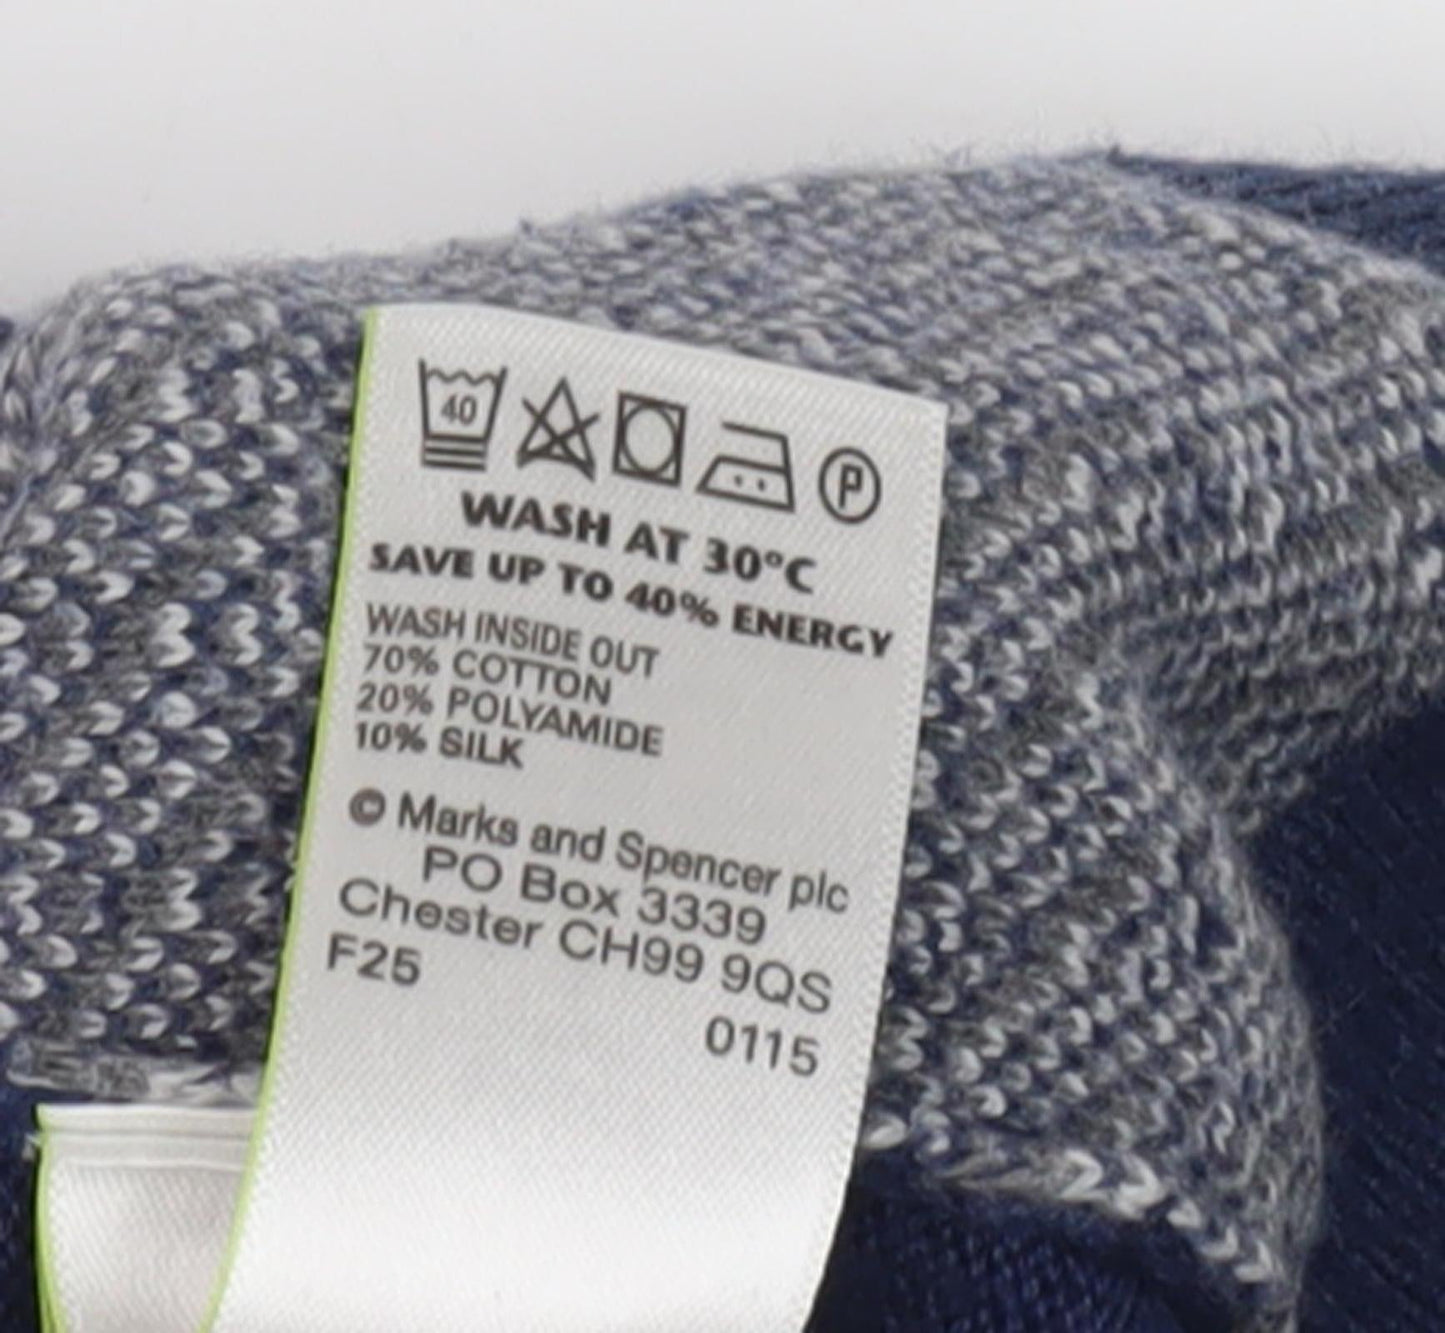 40
P
WASH AT 30°C
SAVE UP TO 40% ENERGY
WASH INSIDE OUT
70% COTTON
20% POLYAMIDE
10% SILK
© Marks and Spencer plc
PO Box 3339
Chester CH99 9QS
F25
0115